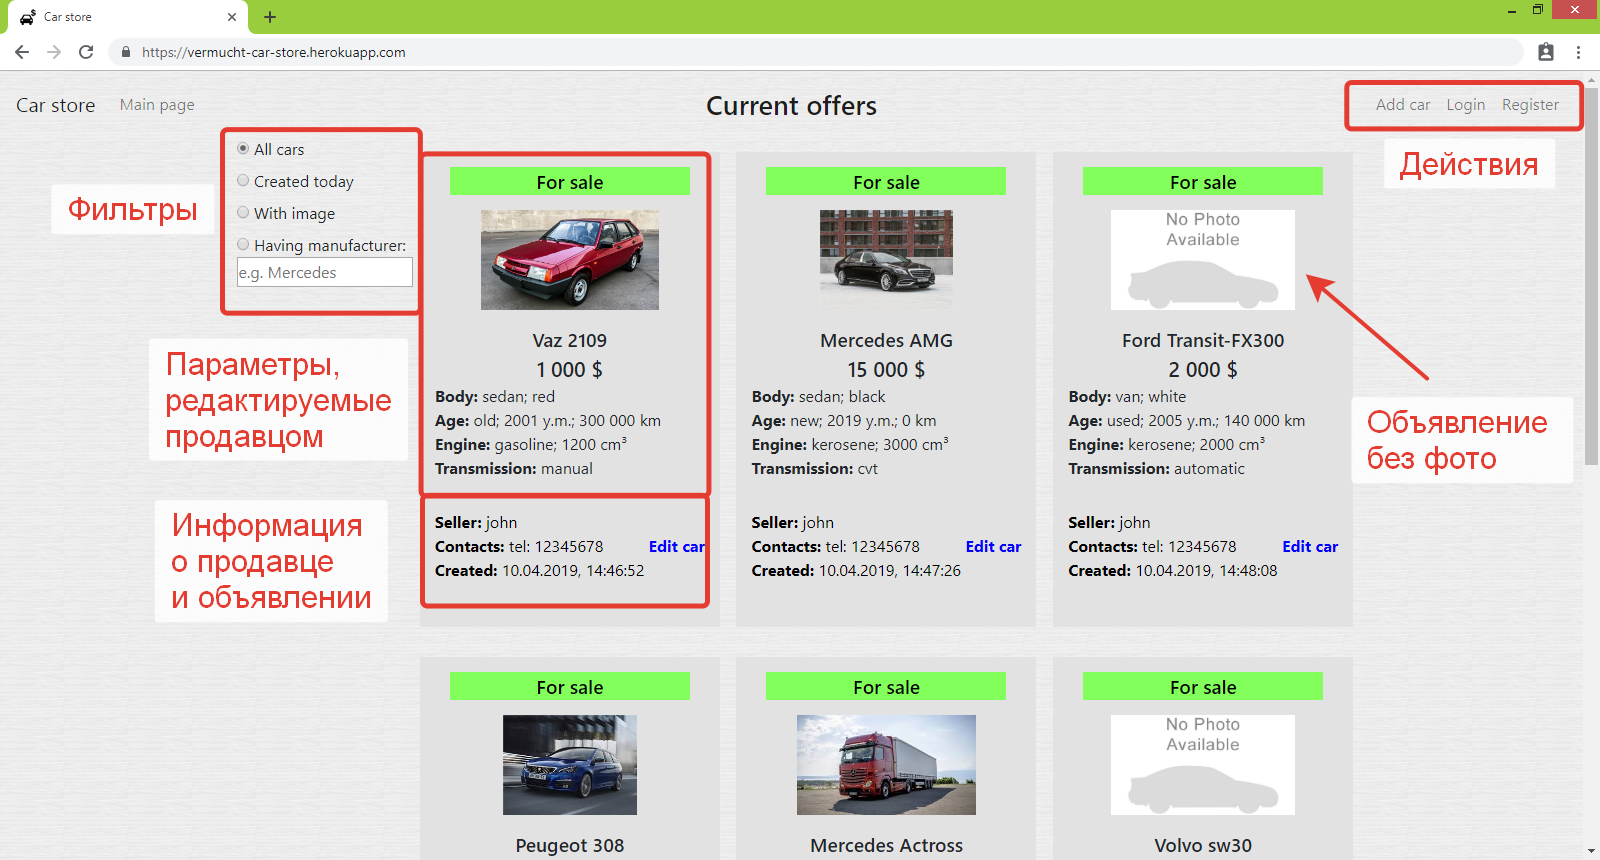 Car store
https://vermucht-car-store.herokuapp.com
Car store
Main page
Current offers
Add car
Login
Register
Действия
Фильтры
All cars
Created today
With image
Having manufacturer:
e.g. Mercedes
Параметры,
редактируемые
продавцом
Информация
о продавце
и объявлении
For sale
Vaz 2109
1 000 $
Body: sedan; red
Age: old; 2001 y.m.; 300 000 km
Engine: gasoline; 1200 cm³
Transmission: manual
Seller: john
Contacts: tel: 12345678
Edit car
Created: 10.04.2019, 14:46:52
For sale
Mercedes AMG
15 000 $
Body: sedan; black
Age: new; 2019 y.m.; 0 km
Engine: kerosene; 3000 cm³
Transmission: cvt
Seller: john
Contacts: tel: 12345678
Edit car
Created: 10.04.2019, 14:47:26
For sale
No Photo
Available
Ford Transit-FX300
2 000 $
Body: van; white
Age: used; 2005 y.m.; 140 000 km
Engine: kerosene; 2000 cm³
Transmission: automatic
Seller: john
Contacts: tel: 12345678
Edit car
Created: 10.04.2019, 14:48:08
Объявление
без фото
For sale
Peugeot 308
For sale
Mercedes Actross
For sale
No Photo
Available
Volvo sw30